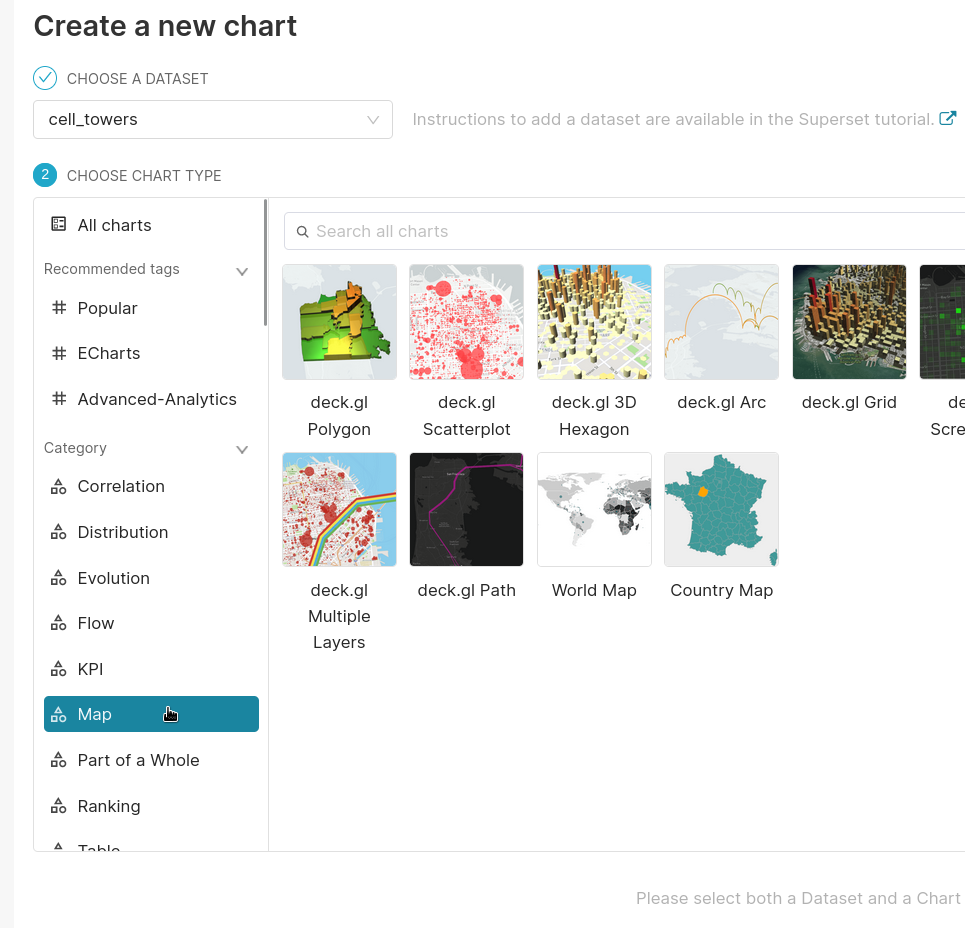 Create a new chart
CHOOSE A DATASET
cell_towers
Instructions to add a dataset are available in the Superset tutorial.
2 CHOOSE CHART TYPE
All charts
Recommended tags
# Popular
# ECharts
# Advanced-Analytics
Category
Correlation
Distribution
Evolution
Flow
KPI
Map
Part of a Whole
Ranking
Table
Search all charts
deck.gl
Polygon
deck.gl
Scatterplot
deck.gl 3D
Hexagon
deck.gl Arc
deck.gl Grid
de
Scre
deck.gl
Multiple
Layers
deck.gl Path
World Map
Country Map
Please select both a Dataset and a Chart